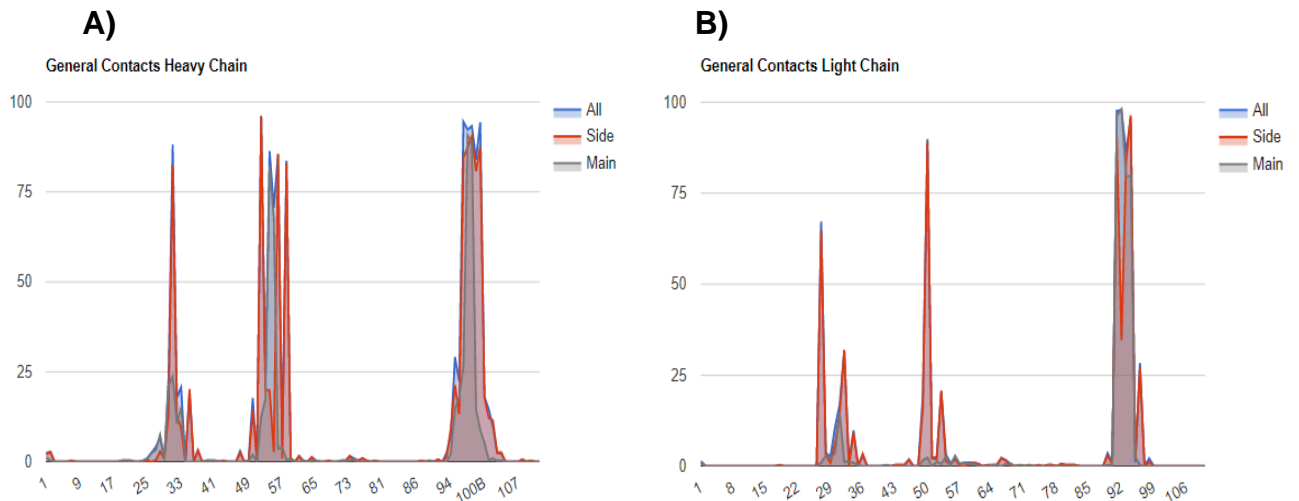 A)
B)
General Contacts Heavy Chain
General Contacts Light Chain
100
75
50
25
0
1 9 17 25 33 41 49 57 65 73 81 86 94 100B 107
All
Side
Main
100
75
50
25
0
1 8 15 22 29 36 43 50 57 64 71 78 85 92 99 106
All
Side
Main